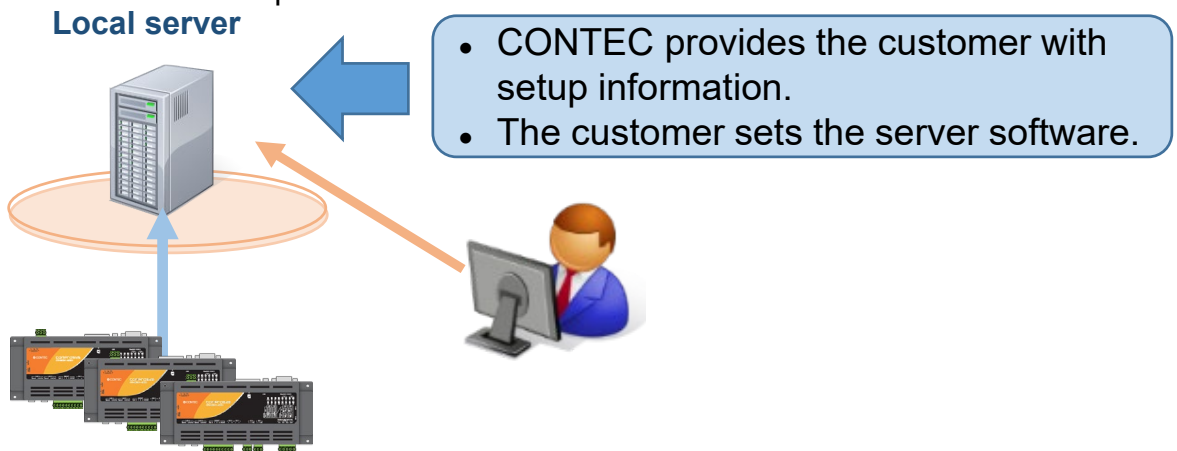 Local server
● CONTEC provides the customer with
setup information.
● The customer sets the server software.